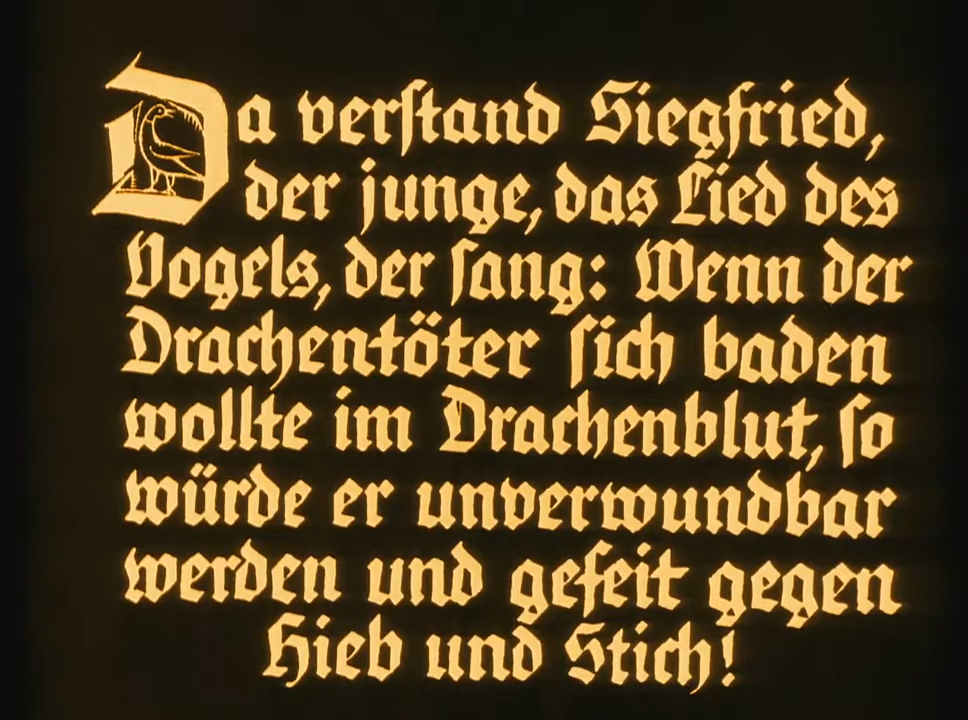 Da verstand Siegfried,
der junge, das Lied des
Vogels, der sang: Wenn der
Drachentöter sich baden
wollte im Drachenblut, so
würde er unverwundbar
werden und gefeit gegen
Hieb und Stich!